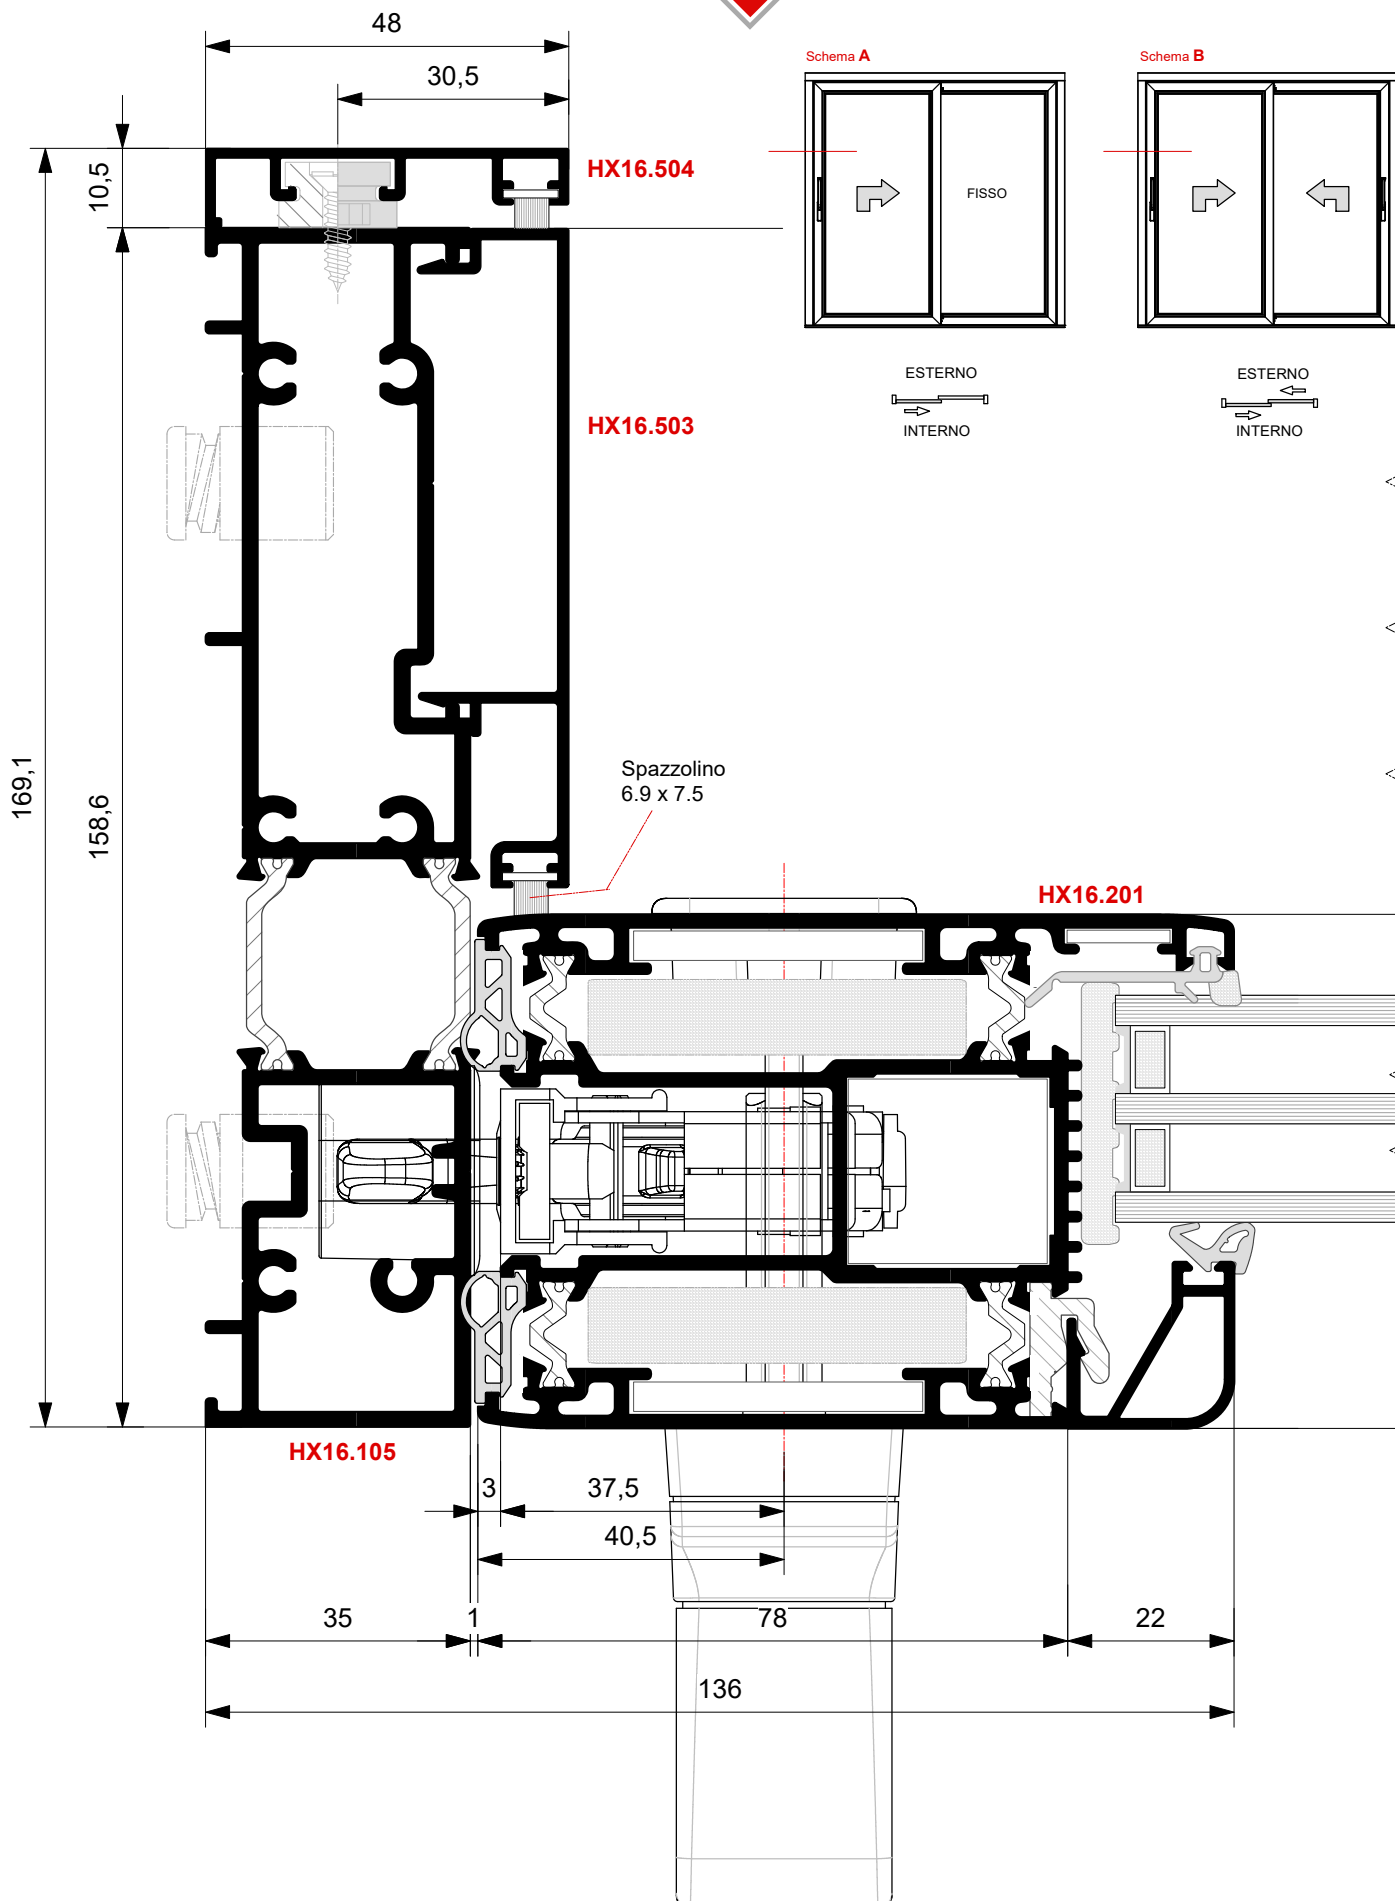 48
30,5
Schema A
Schema B
10,5
HX16.504
FISSO
ESTERNO
INTERNO
ESTERNO
INTERNO
HX16.503
169,1
158,6
Spazzolino
6.9 x 7.5
HX16.201
HX16.105
3
37,5
40,5
35
1
78
22
136